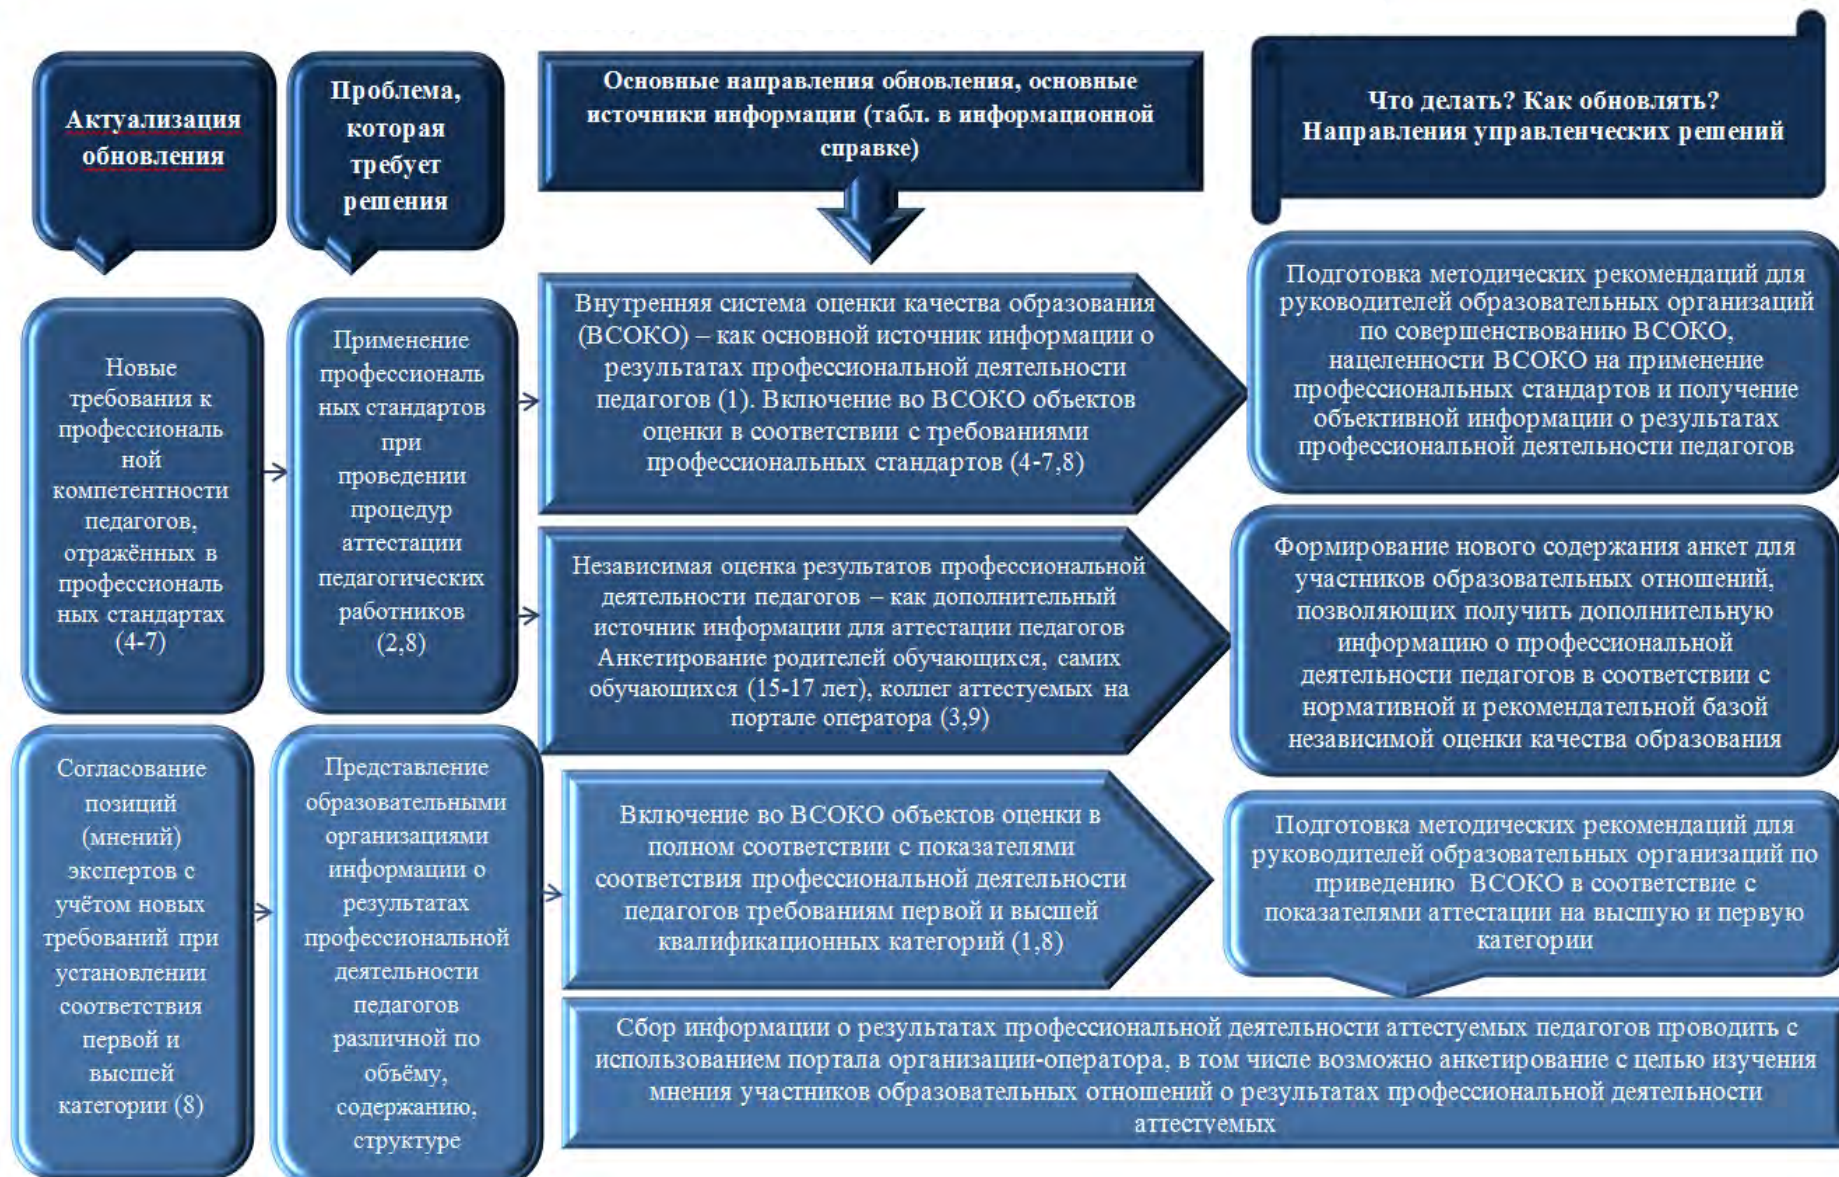 Актуализация
обновления
Проблема,
которая
требует
решения
Основные направления обновления, основные
источники информации (табл. в информационной
справке)
Что делать? Как обновлять?
Направления управленческих решений
Новые
требования к
профессиональ
ной
компетентности
педагогов,
отражённых в
профессиональ
ных стандартах
(4-7)
Применение
профессиональ
ных стандартов
при
проведении
процедур
аттестации
педагогических
работников
(2,8)
Внутренняя система оценки качества образования
(ВСОКО) – как основной источник информации о
результатах профессиональной деятельности
педагогов (1). Включение во ВСОКО объектов
оценки в соответствии с требованиями
профессиональных стандартов (4-7,8)
Подготовка методических рекомендаций для
руководителей образовательных организаций
по совершенствованию ВСОКО,
нацеленности ВСОКО на применение
профессиональных стандартов и получение
объективной информации о результатах
профессиональной деятельности педагогов
Независимая оценка результатов профессиональной
деятельности педагогов – как дополнительный
источник информации для аттестации педагогов
Анкетирование родителей обучающихся, самих
обучающихся (15-17 лет), коллег аттестуемых на
портале оператора (3,9)
Формирование нового содержания анкет для
участников образовательных отношений,
позволяющих получить дополнительную
информацию о профессиональной
деятельности педагогов в соответствии с
нормативной и рекомендательной базой
независимой оценки качества образования
Согласование
позиций
(мнений)
экспертов с
учётом новых
требований при
установлении
соответствия
первой и
высшей
категории (8)
Представление
образовательными
организациями
информации о
результатах
профессиональной
деятельности
педагогов
различной по
объёму,
содержанию,
структуре
Включение во ВСОКО объектов оценки в
полном соответствии с показателями
соответствия профессиональной деятельности
педагогов требованиям первой и высшей
квалификационных категорий (1,8)
Подготовка методических рекомендаций для
руководителей образовательных организаций по
приведению ВСОКО в соответствие с
показателями аттестации на высшую и первую
категории
Сбор информации о результатах профессиональной деятельности аттестуемых педагогов проводить с
использованием портала организации-оператора, в том числе возможно анкетирование с целью изучения
мнения участников образовательных отношений о результатах профессиональной деятельности
аттестуемых